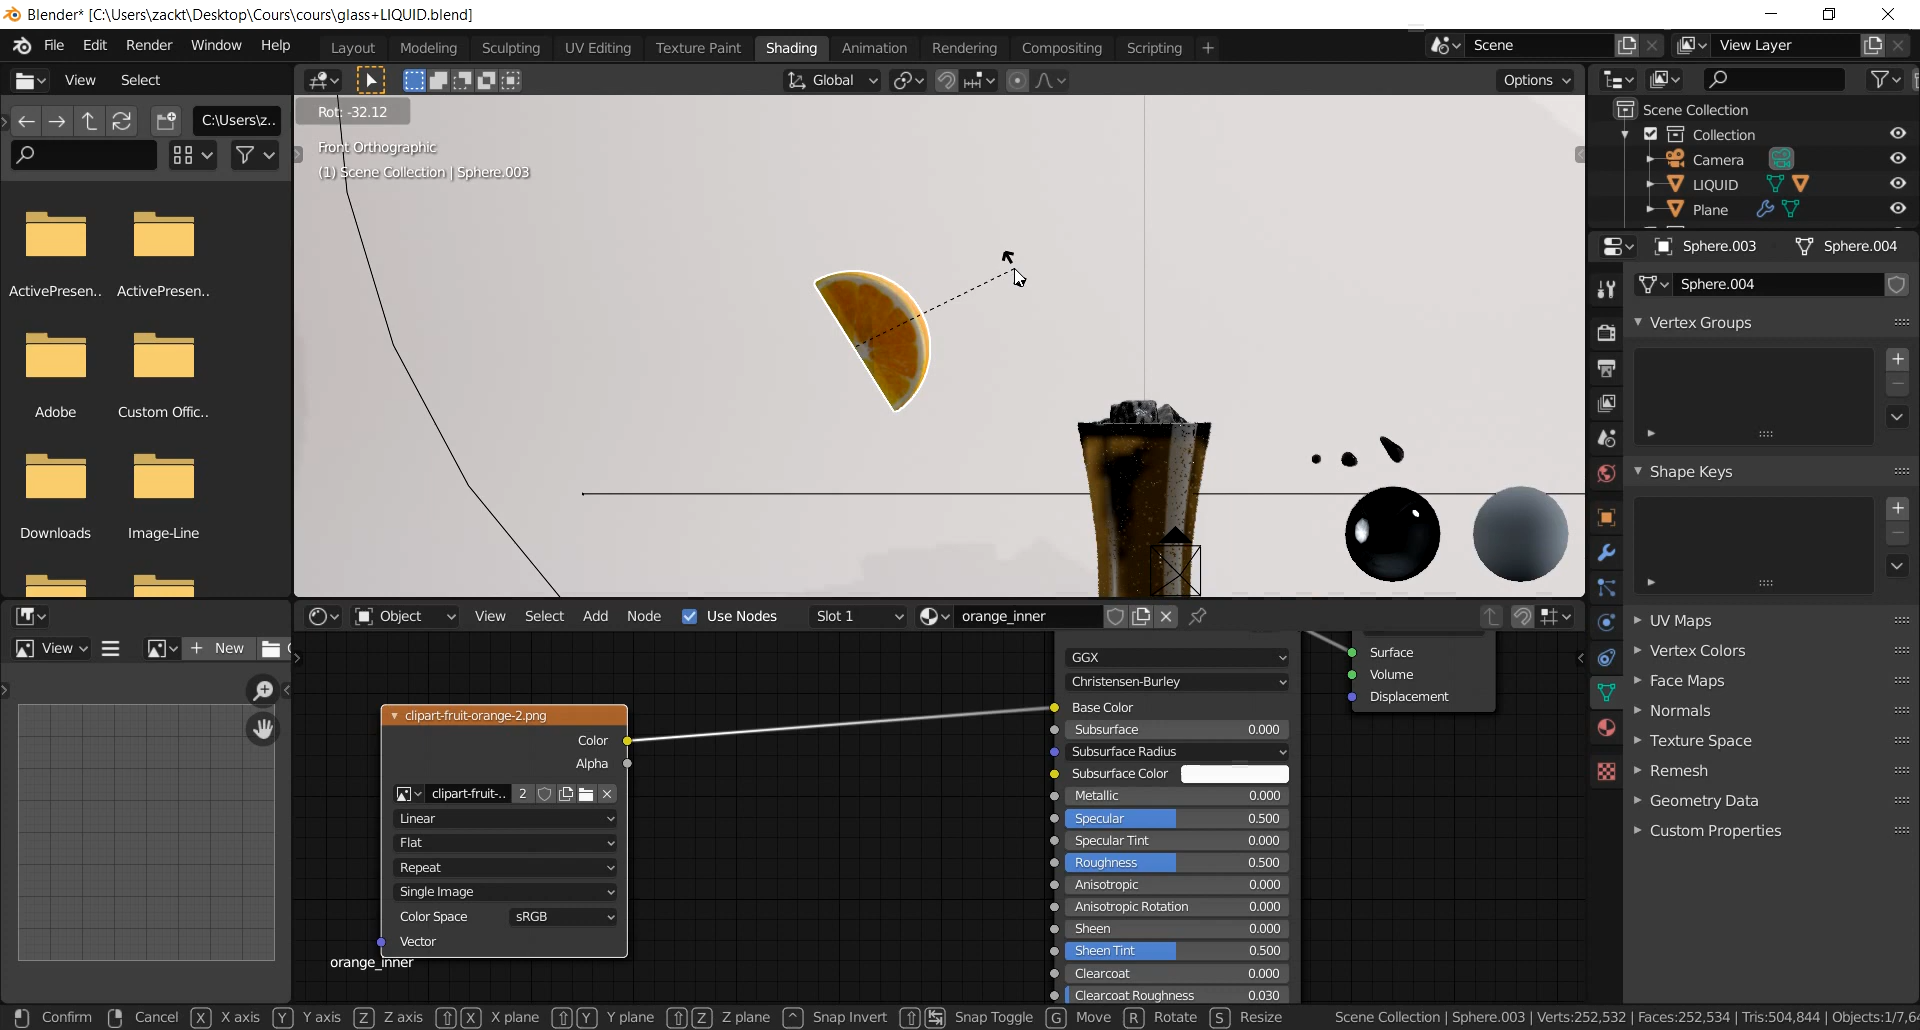 Blender* [C:\Users\zackt\Desktop\Cours\cours\glass+LIQUID.blend]
File Edit Render Window Help
Layout Modeling Sculpting UV Editing Texture Paint Shading Animation Rendering Compositing Scripting +
Scene
View Layer
View Select
Global
Options
C:\Users\z..
Rot: -32.12
Front Orthographic
(1) Scene Collection | Sphere.003
ActivePresen.. ActivePresen..
Adobe Custom Offic..
Downloads Image-Line
Scene Collection
Collection
Camera
LIQUID
Plane
Sphere.003 Sphere.004
Sphere.004
Vertex Groups
Shape Keys
UV Maps
Vertex Colors
Face Maps
Normals
Texture Space
Remesh
Geometry Data
Custom Properties
Object View Select Add Node Use Nodes Slot 1 orange_inner
View New
clipart-fruit-orange-2.png
Color
Alpha
clipart-fruit-.. 2
Linear
Flat
Repeat
Single Image
Color Space sRGB
Vector
orange_inner
GGX
Christensen-Burley
Base Color
Subsurface 0.000
Subsurface Radius
Subsurface Color
Metallic 0.000
Specular 0.500
Specular Tint 0.000
Roughness 0.500
Anisotropic 0.000
Anisotropic Rotation 0.000
Sheen 0.000
Sheen Tint 0.500
Clearcoat 0.000
Clearcoat Roughness 0.030
Surface
Volume
Displacement
Confirm Cancel X X axis Y Y axis Z Z axis X X plane Y Y plane Z Z plane Snap Invert Snap Toggle G Move R Rotate S Resize
Scene Collection | Sphere.003 | Verts:252,532 | Faces:252,534 | Tris:504,844 | Objects:1/7,6